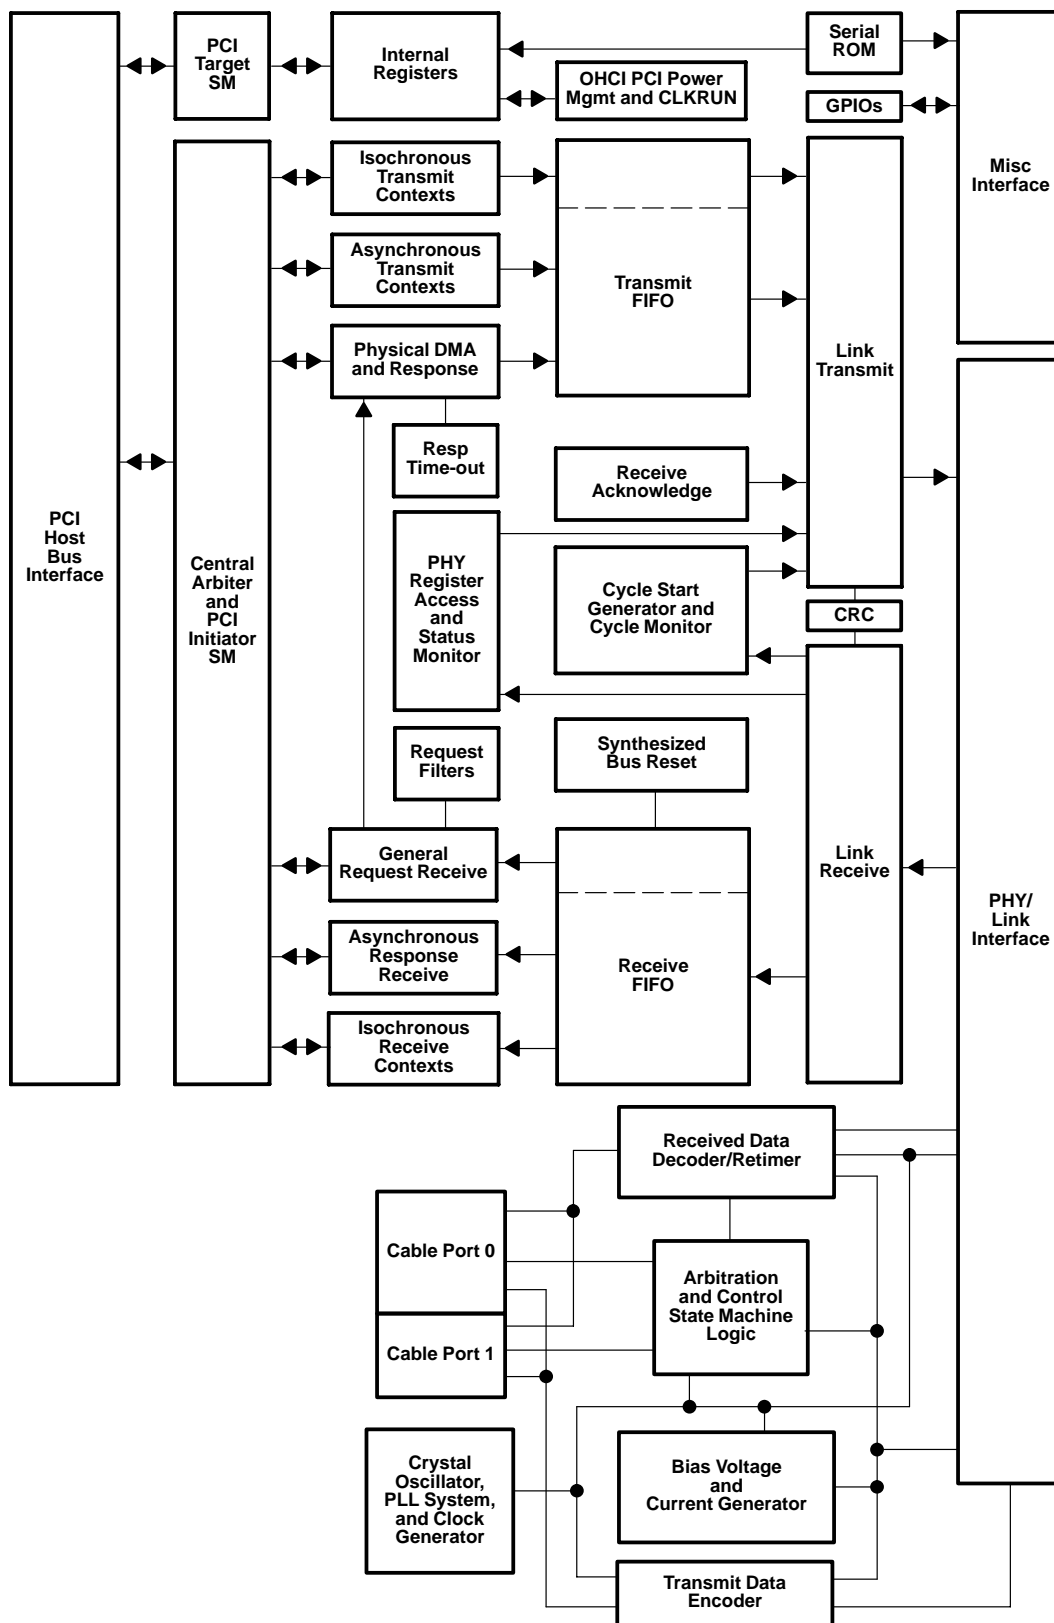 PCI
Target
SM
Internal
Registers
Serial
ROM
OHCI PCI Power
Mgmt and CLKRUN
GPIOs
Misc
Interface
Isochronous
Transmit
Contexts
Asynchronous
Transmit
Contexts
Transmit
FIFO
Physical DMA
and Response
Link
Transmit
Resp
Time-out
Receive
Acknowledge
PCI
Host
Bus
Interface
Central
Arbiter
and
PCI
Initiator
SM
PHY
Register
Access
and
Status
Monitor
Cycle Start
Generator and
Cycle Monitor
CRC
Request
Filters
Synthesized
Bus Reset
General
Request Receive
Link
Receive
PHY/
Link
Interface
Asynchronous
Response
Receive
Receive
FIFO
Isochronous
Receive
Contexts
Received Data
Decoder/Retimer
Cable Port 0
Arbitration
and Control
State Machine
Logic
Cable Port 1
Crystal
Oscillator,
PLL System,
and Clock
Generator
Bias Voltage
and
Current Generator
Transmit Data
Encoder